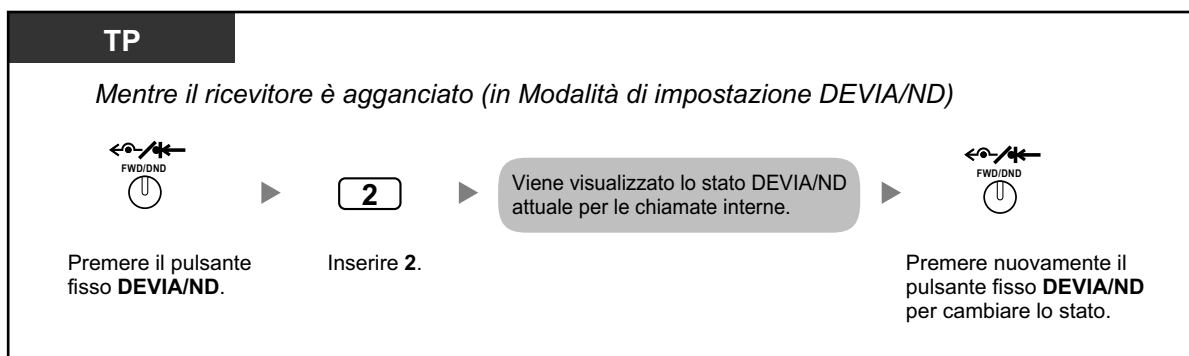 TP
Mentre il ricevitore è agganciato (in Modalità di impostazione DEVIA/ND)
FWD/DND
2
Viene visualizzato lo stato DEVIA/ND
attuale per le chiamate interne.
FWD/DND
Premere il pulsante
fisso DEVIA/ND.
Inserire 2.
Premere nuovamente il
pulsante fisso DEVIA/ND
per cambiare lo stato.